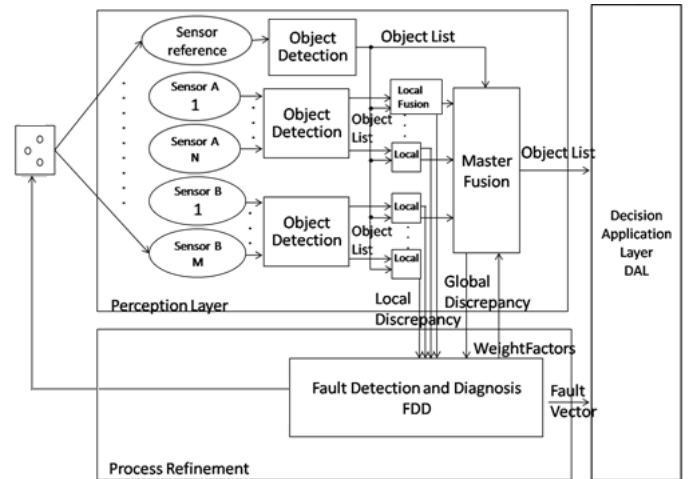 Sensor
reference
Object
Detection
Object List
Sensor A
1
Sensor A
N
Object
Detection
Object
List
Local
Fusion
Local
Master
Fusion
Object List
Sensor B
1
Sensor B
M
Object
Detection
Object
List
Local
Local
Decision
Application
Layer
DAL
Perception Layer
Local
Discrepancy
Global
Discrepancy
WeightFactors
Fault Detection and Diagnosis
FDD
Fault
Vector
Process Refinement